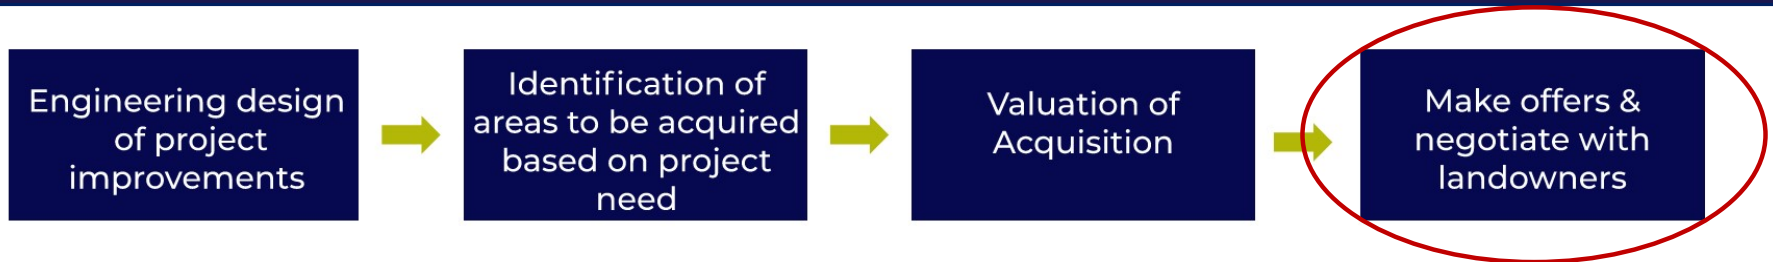 Engineering design
of project
improvements
Identification of
areas to be acquired
based on project
need
Valuation of
Acquisition
Make offers &
negotiate with
landowners